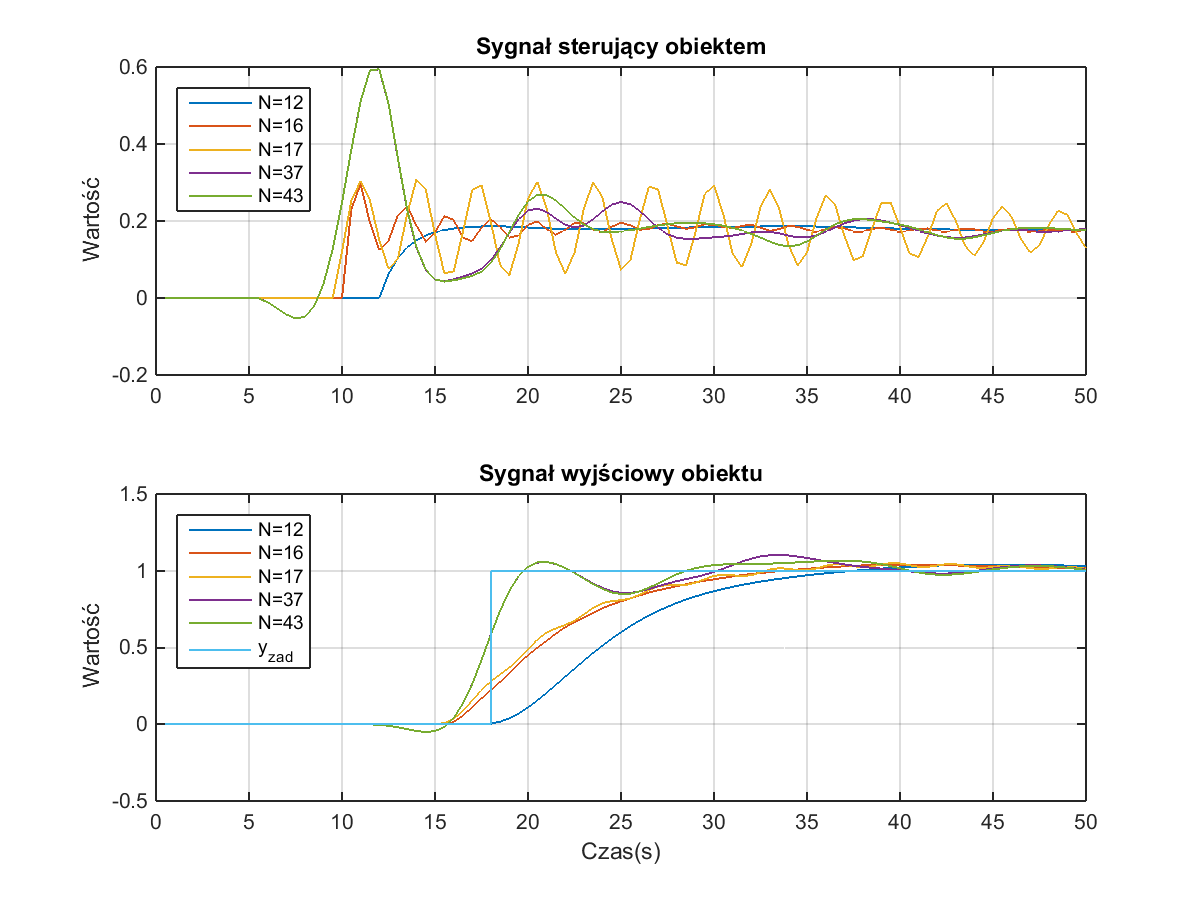 Sygnał sterujący obiektem
Wartość
0.6
0.4
0.2
0
-0.2
N=12
N=16
N=17
N=37
N=43
0 5 10 15 20 25 30 35 40 45 50
Sygnał wyjściowy obiektu
Wartość
1.5
1
0.5
0
-0.5
N=12
N=16
N=17
N=37
N=43
y_zad
0 5 10 15 20 25 30 35 40 45 50
Czas(s)